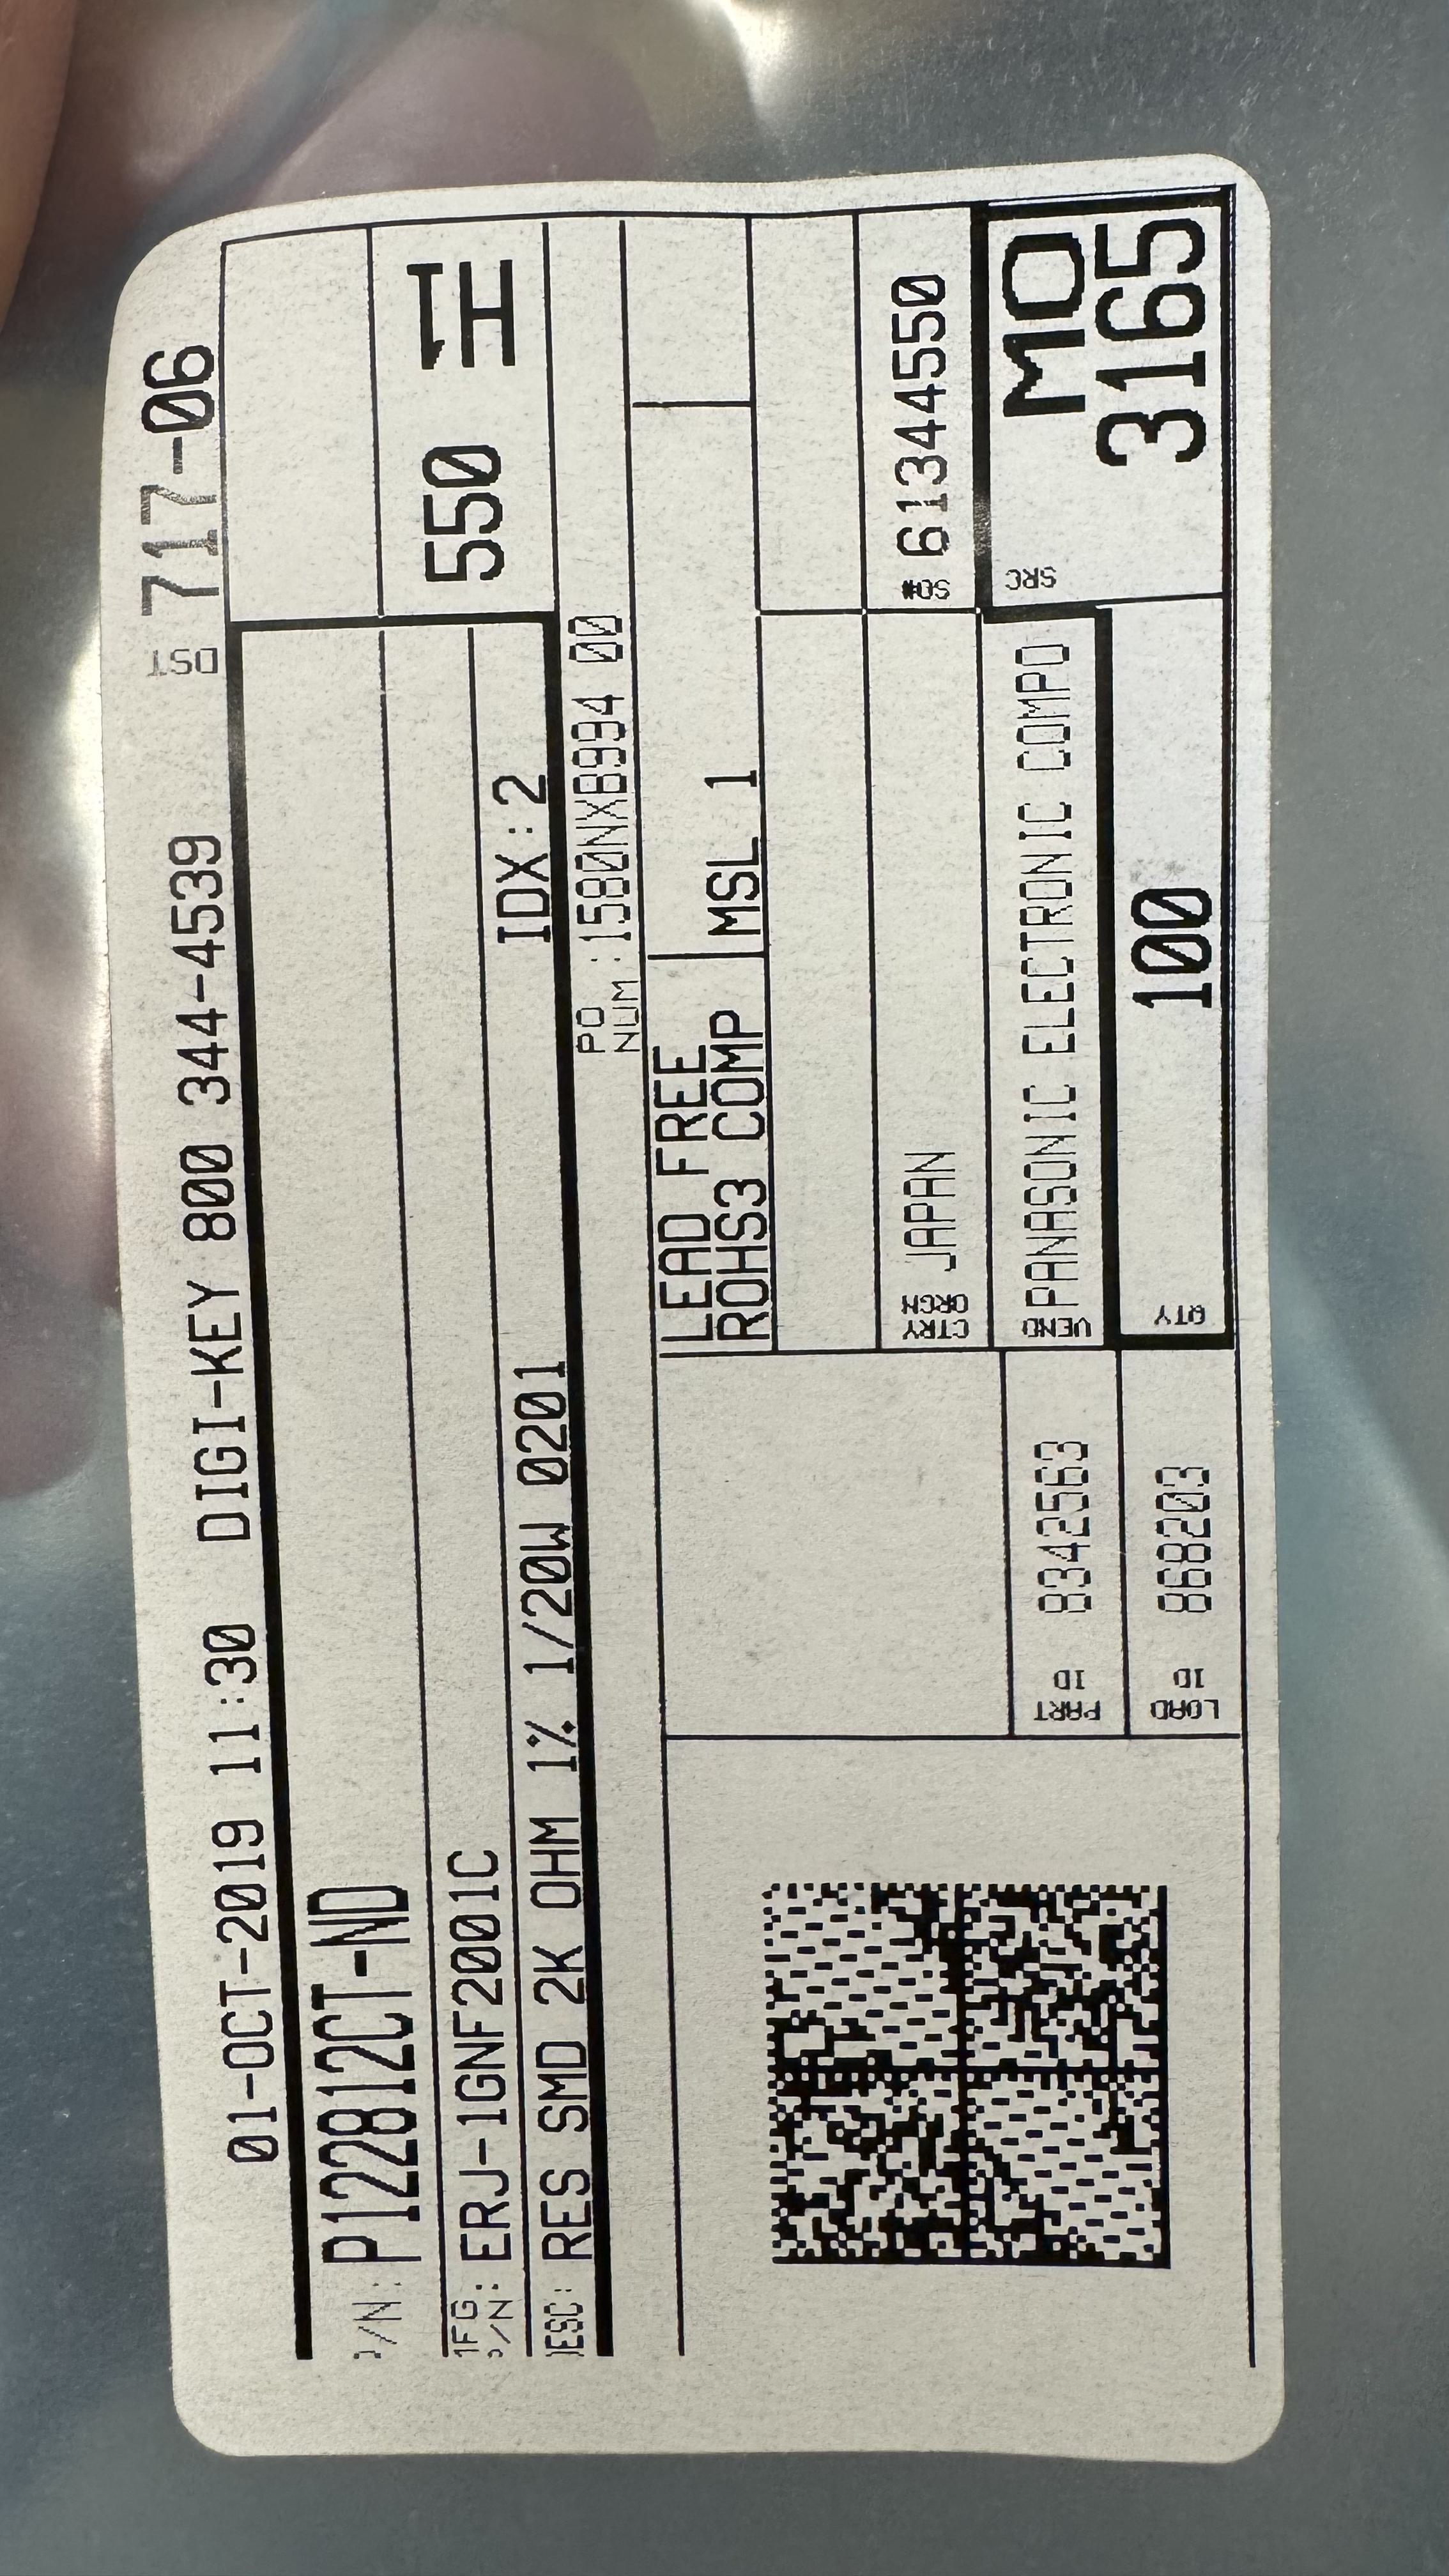 01-OCT-2019 11:30 DIGI-KEY 800 344-4539 DST 717-06
P/N: P122812CT-ND
MFG P/N: ERJ-1GNF2001C
IDX:2
550 TH
DESC: RES SMD 2K OHM 1% 1/20W 0201
PO NUM :1580NXB994 00
LEAD FREE
ROHS3 COMP
MSL 1
CTRY ORGN JAPAN
SO# 61344550
PART ID 8342563
VEND PANASONIC ELECTRONIC COMPO
SRC MO
3165
LOAD ID 868203
QTY 100